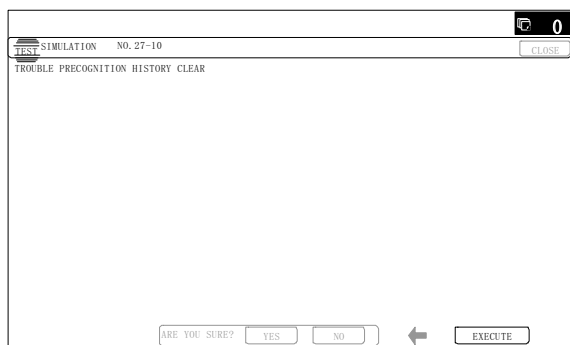 0
TEST SIMULATION NO. 27-10
CLOSE
TROUBLE PRECOGNITION HISTORY CLEAR
ARE YOU SURE? YES NO EXECUTE